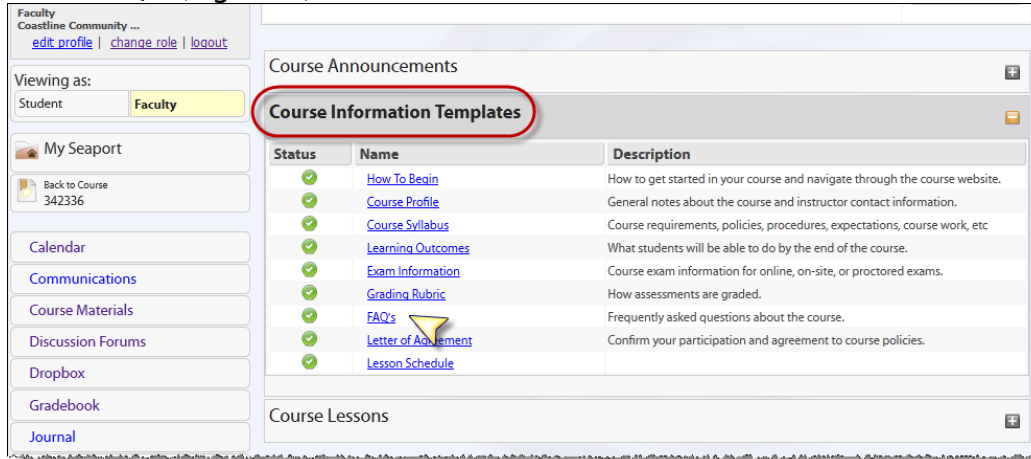 Faculty
Coastline Community ...
edit profile | change role | logout
Viewing as:
Student Faculty
My Seaport
Back to Course
342336
Calendar
Communications
Course Materials
Discussion Forums
Dropbox
Gradebook
Journal
Course Announcements
Course Information Templates
Status Name Description
How To Begin How to get started in your course and navigate through the course website.
Course Profile General notes about the course and instructor contact information.
Course Syllabus Course requirements, policies, procedures, expectations, course work, etc
Learning Outcomes What students will be able to do by the end of the course.
Exam Information Course exam information for online, on-site, or proctored exams.
Grading Rubric How assessments are graded.
FAQ's Frequently asked questions about the course.
Letter of Agreement Confirm your participation and agreement to course policies.
Lesson Schedule
Course Lessons